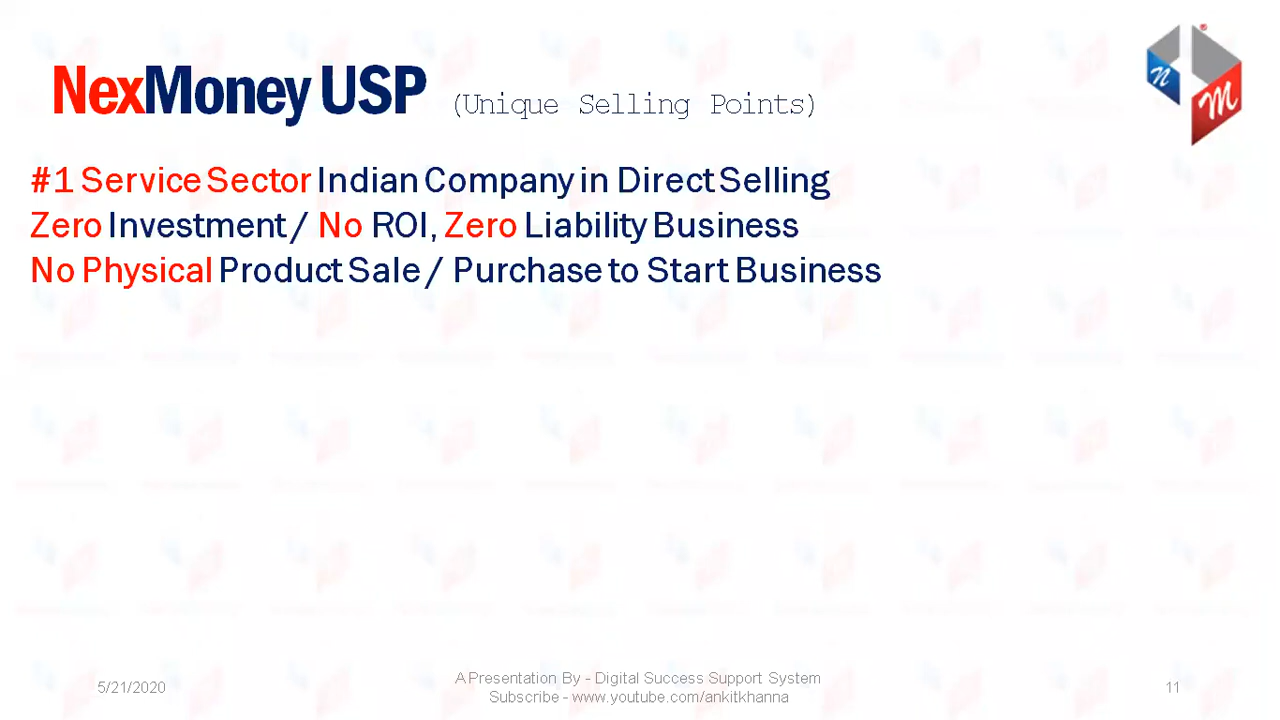 NexMoney USP (Unique Selling Points)
n
m
#1 Service Sector Indian Company in Direct Selling
Zero Investment / No ROI, Zero Liability Business
No Physical Product Sale / Purchase to Start Business
A Presentation By - Digital Success Support System
5/21/2020
Subscribe - www.youtube.com/ankitkhanna
11